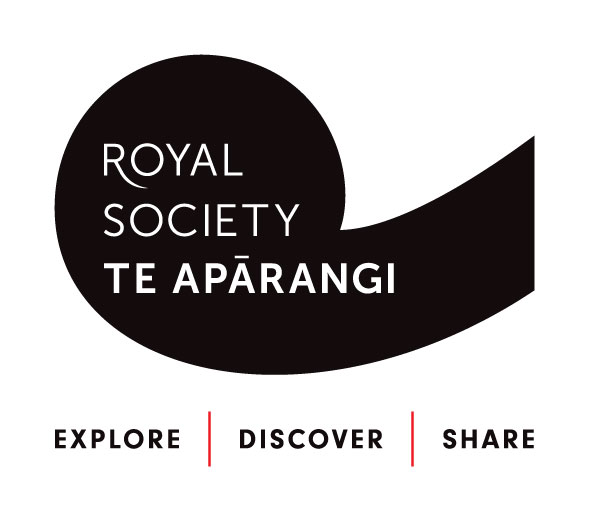 ROYAL
SOCIETY
TE APĀRANGI
EXPLORE | DISCOVER | SHARE